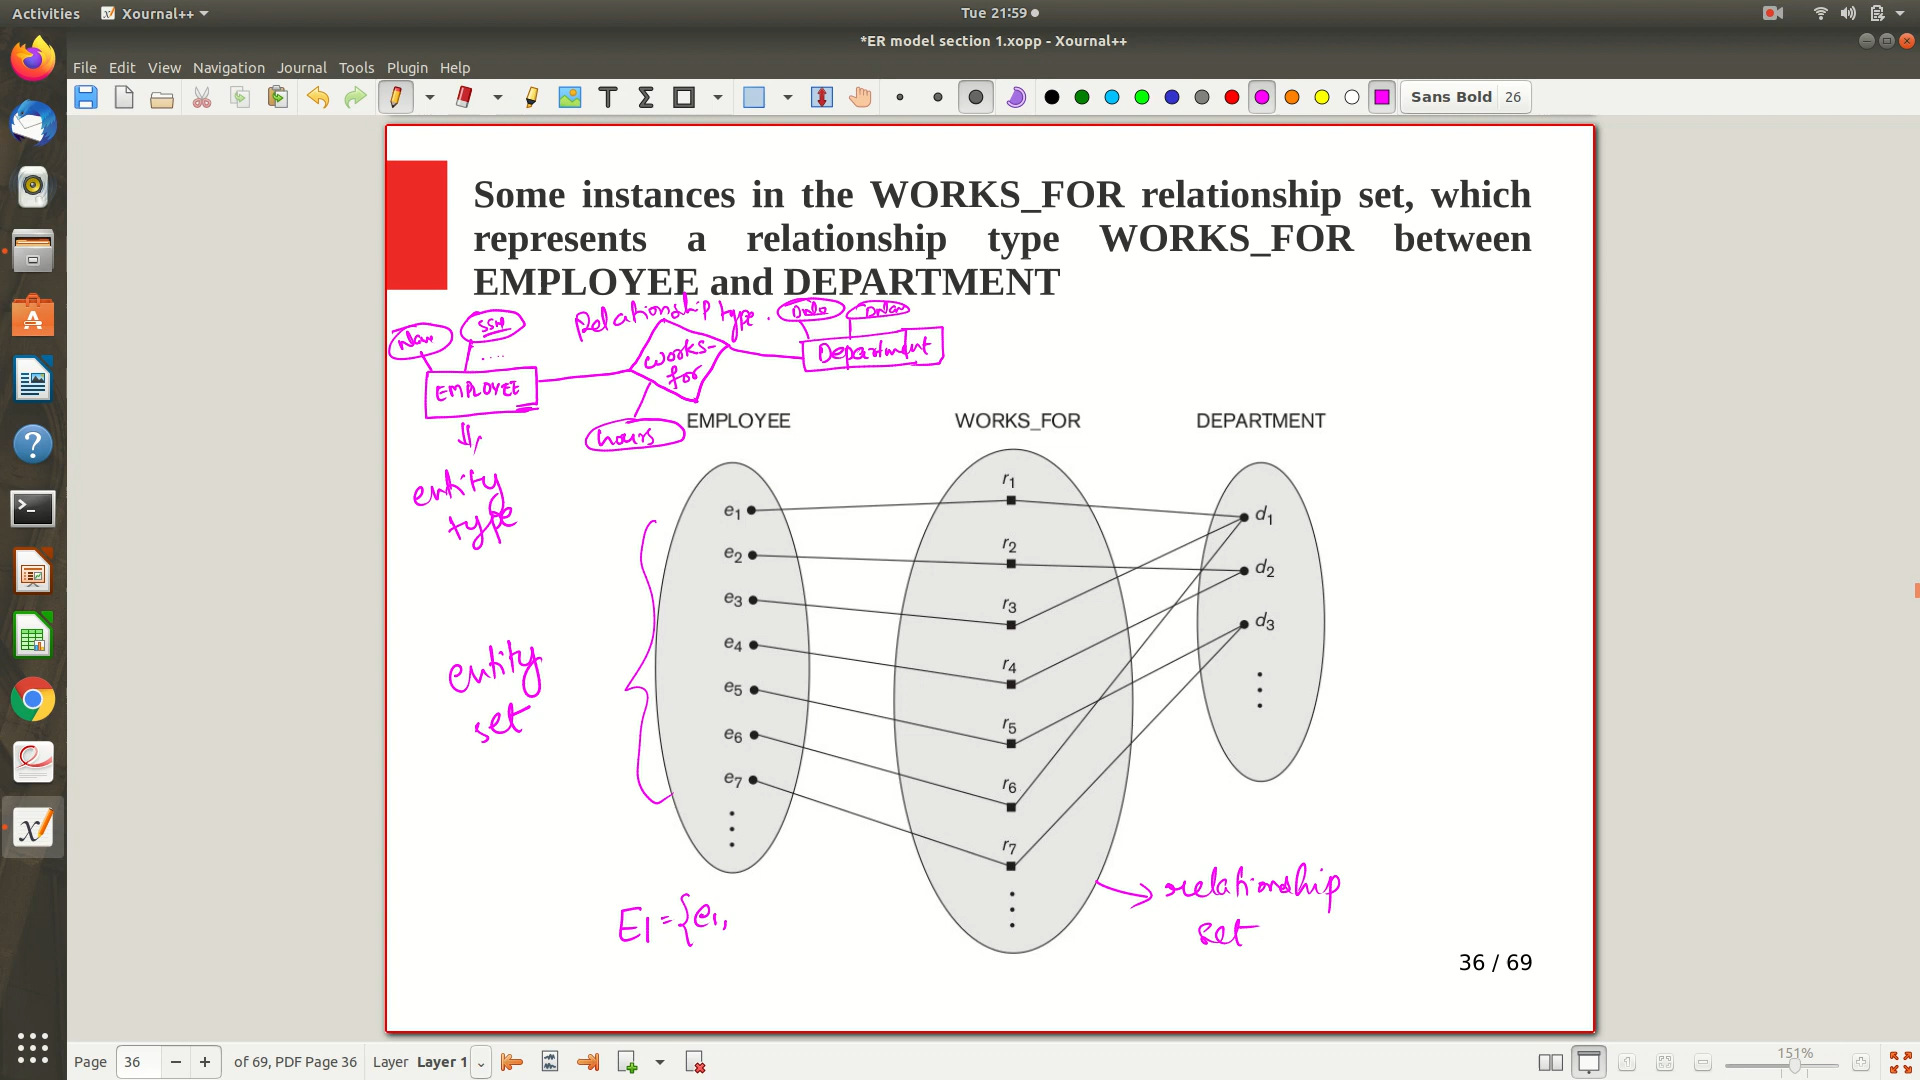 Activities
Xournal++
Tue 21:59
*ER model section 1.xopp - Xournal++
File Edit View Navigation Journal Tools Plugin Help
Sans Bold 26
Some instances in the WORKS_FOR relationship set, which
represents a relationship type WORKS_FOR between
EMPLOYEE and DEPARTMENT
Relationship type.
Nam
SSN
....
EMPLOYEE
works-
for
hours
Department
entity
type
entity
set
EMPLOYEE WORKS_FOR DEPARTMENT
e1
e2
e3
e4
e5
e6
e7
r1
r2
r3
r4
r5
r6
r7
d1
d2
d3
E1={e1,
relationship
set
36 / 69
Page 36 of 69, PDF Page 36 Layer Layer 1
151%